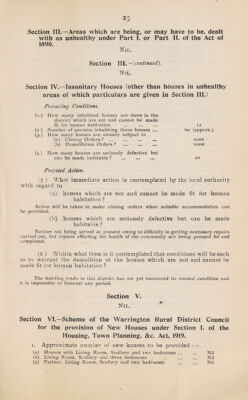 25
Section III.—Areas which are being, or may have to be, dealt
with as unhealthy under Part I. or Part II. of the Act of
1890.
NIL.
Section III.—(continued).
NIL.
Section IV.—Insanitary Houses (other than houses in unhealthy
areas of which particulars are given in Section III.)
Preceding Conditions.
How many inhabited houses are there in the
district which are not and cannot be made
fit for human habitation?
Number of persons inhabiting those houses ... 60 (approx.)
How many houses are already subject to
(a) Closing Orders? ... none
(b) Demolition Orders? ... none
How many houses are seriously defective but
can be made habitable? ...
Proposed Action.
(5) What immediate action is contemplated by the local authority
with regard to
(a) houses which are not and cannot be made fit for human
habitation?
Action will be taken to make closing orders when suitable accommodation can
be provided.
(b) houses which are seriously defective but can be made
habitable?
Notices not being served at present owing to difficulty in getting necessary repairs
carried out, but repairs affecting the health of the community are being pressed for and
completed.
(6) Within what time is it contemplated that conditions will be such
as to warrant the demolition of the houses which are not and cannot be
made fit for human habitation?
The building trade in this district has not yet recovered its normal condition and
it is impossible to forecast any period.
Section V.
NIL.
Section VI.—Scheme of the Warrington Rural District Council
for the provision of New Houses under Section I. of the
Housing, Town Planning, &c. Act, 1919.
1. Approximate number of new houses to be provided:—
(a) Houses with Living Room, Scullery and two bedrooms ... Nil
(b) Living Room, Scullery and three bedrooms ... Nil
(c) Parlour, Living Room, Scullery and two bedrooms ... Nil